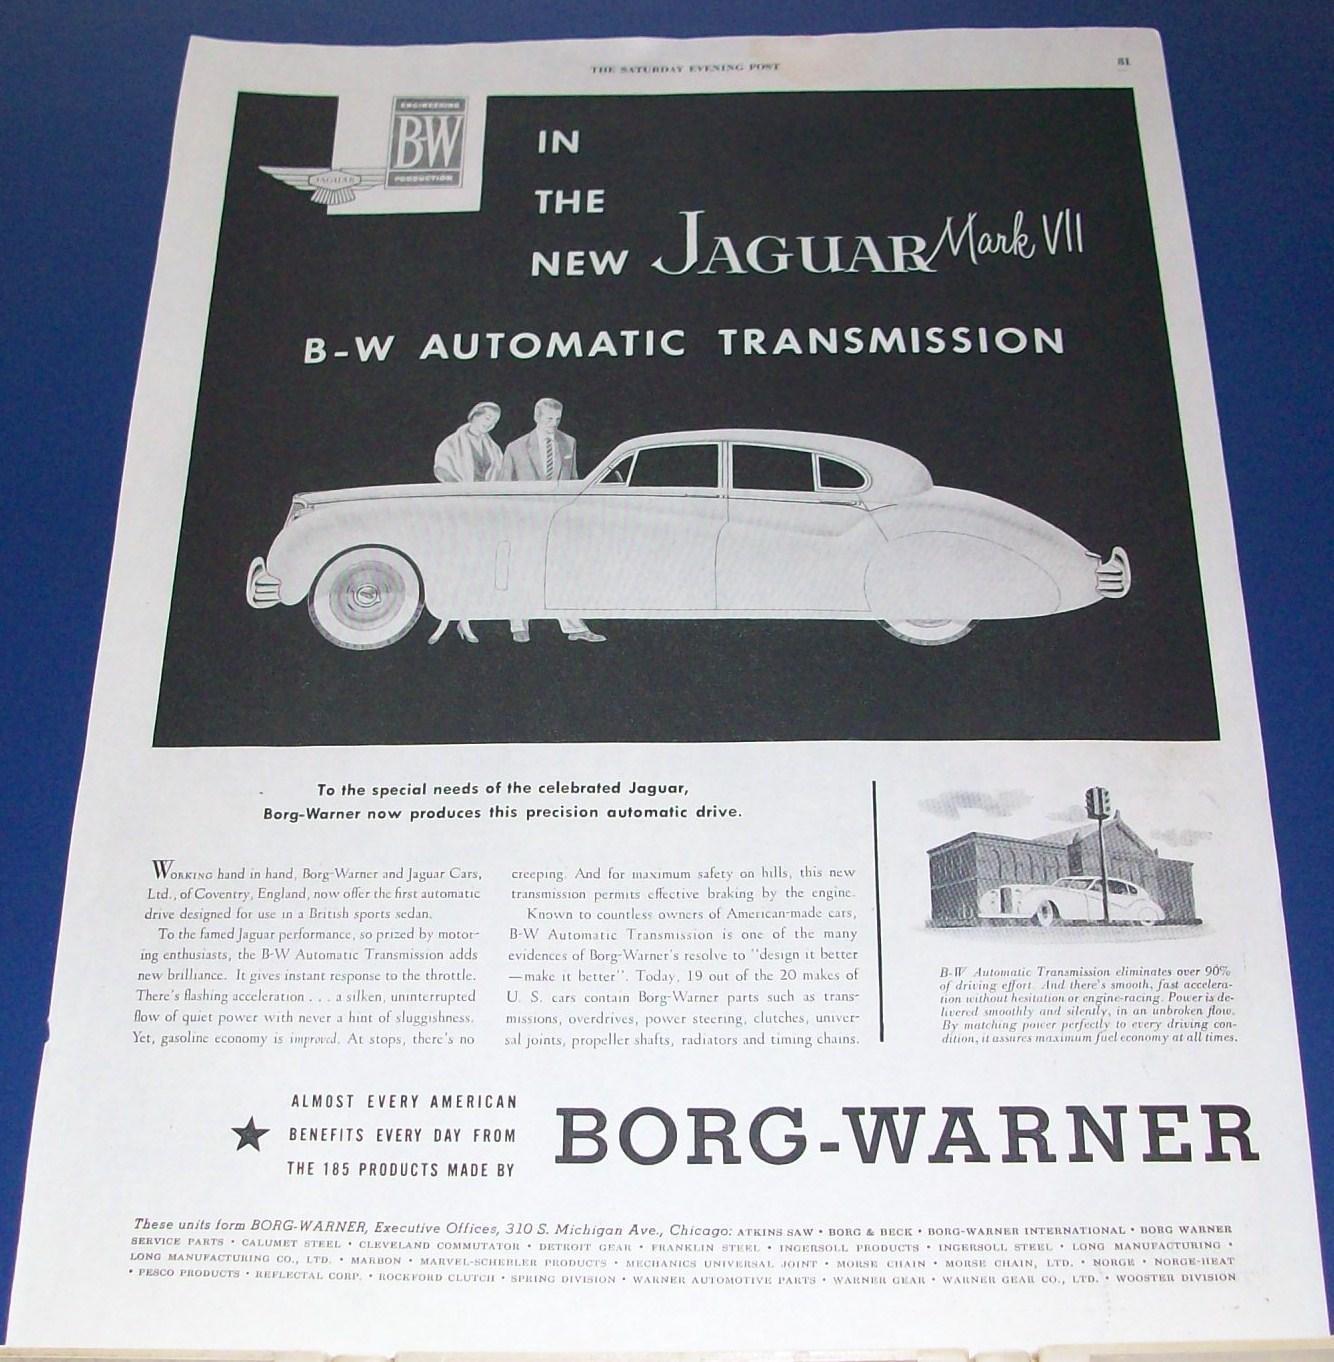 THE SATURDAY EVENING POST
81
ENGINEERING
B-W
PRODUCTION
JAGUAR
IN
THE
NEW JAGUAR Mark VII
B-W AUTOMATIC TRANSMISSION
To the special needs of the celebrated Jaguar,
Borg-Warner now produces this precision automatic drive.
WORKING hand in hand, Borg-Warner and Jaguar Cars,
Ltd., of Coventry, England, now offer the first automatic
drive designed for use in a British sports sedan.
To the famed Jaguar performance, so prized by motor-
ing enthusiasts, the B-W Automatic Transmission adds
new brilliance. It gives instant response to the throttle.
There's flashing acceleration . . . a silken, uninterrupted
flow of quiet power with never a hint of sluggishness.
Yet, gasoline economy is improved. At stops, there's no
creeping. And for maximum safety on hills, this new
transmission permits effective braking by the engine.
Known to countless owners of American-made cars,
B-W Automatic Transmission is one of the many
evidences of Borg-Warner's resolve to "design it better
—make it better". Today, 19 out of the 20 makes of
U. S. cars contain Borg-Warner parts such as trans-
missions, overdrives, power steering, clutches, univer-
sal joints, propeller shafts, radiators and timing chains.
B-W Automatic Transmission eliminates over 90%
of driving effort. And there's smooth, fast accelera-
tion without hesitation or engine-racing. Power is de-
livered smoothly and silently, in an unbroken flow.
By matching power perfectly to every driving con-
dition, it assures maximum fuel economy at all times.
ALMOST EVERY AMERICAN
BENEFITS EVERY DAY FROM
THE 185 PRODUCTS MADE BY
BORG-WARNER
These units form BORG-WARNER, Executive Offices, 310 S. Michigan Ave., Chicago: ATKINS SAW • BORG & BECK • BORG-WARNER INTERNATIONAL • BORG WARNER
SERVICE PARTS • CALUMET STEEL • CLEVELAND COMMUTATOR • DETROIT GEAR • FRANKLIN STEEL • INGERSOLL PRODUCTS • INGERSOLL STEEL • LONG MANUFACTURING •
LONG MANUFACTURING CO., LTD. • MARBON • MARVEL-SCHEBLER PRODUCTS • MECHANICS UNIVERSAL JOINT • MORSE CHAIN • MORSE CHAIN, LTD. • NORGE • NORGE-HEAT
• PESCO PRODUCTS • REFLECTAL CORP. • ROCKFORD CLUTCH • SPRING DIVISION • WARNER AUTOMOTIVE PARTS • WARNER GEAR • WARNER GEAR CO., LTD. • WOOSTER DIVISION